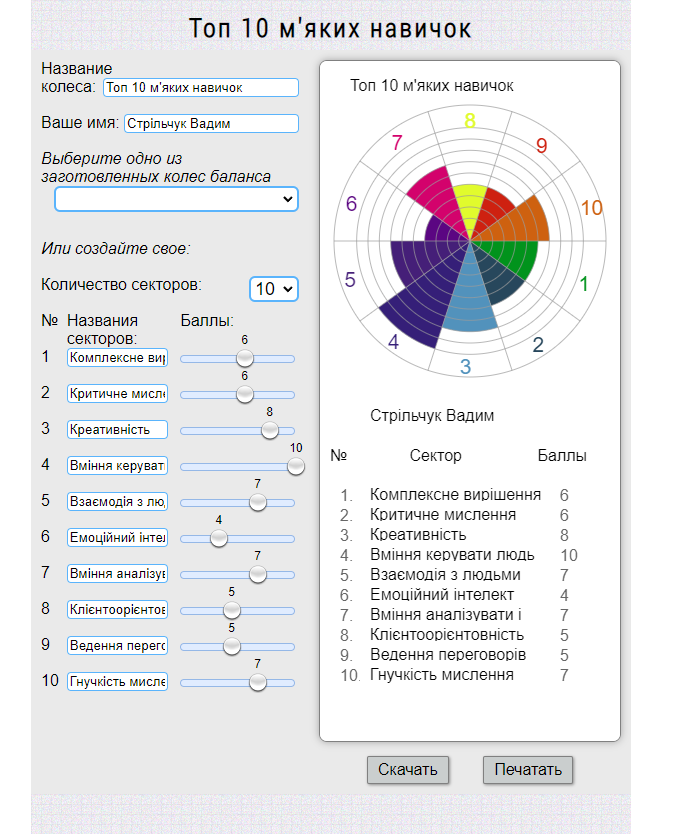 Топ 10 м'яких навичок
Название
колеса: Топ 10 м'яких навичок
Ваше имя: Стрільчук Вадим
Выберите одно из
заготовленных колес баланса
Или создайте свое:
Количество секторов: 10
№ Названия Баллы:
секторов:
6
1 Комплексне вир
6
2 Критичне мисле
8
3 Креативність
10
4 Вміння керувати
7
5 Взаємодія з лю
4
6 Емоційний інтел
7
7 Вміння аналізув
5
8 Клієнтоорієнтов
5
9 Ведення перего
7
10 Гнучкість мисле
Топ 10 м'яких навичок
8
7 9
6 10
5 1
4 2
3
Стрільчук Вадим
№ Сектор Баллы
1. Комплексне вирішення 6
2. Критичне мислення 6
3. Креативність 8
4. Вміння керувати людь 10
5. Взаємодія з людьми 7
6. Емоційний інтелект 4
7. Вміння аналізувати і 7
8. Клієнтоорієнтовність 5
9. Ведення переговорів 5
10. Гнучкість мислення 7
Скачать Печатать